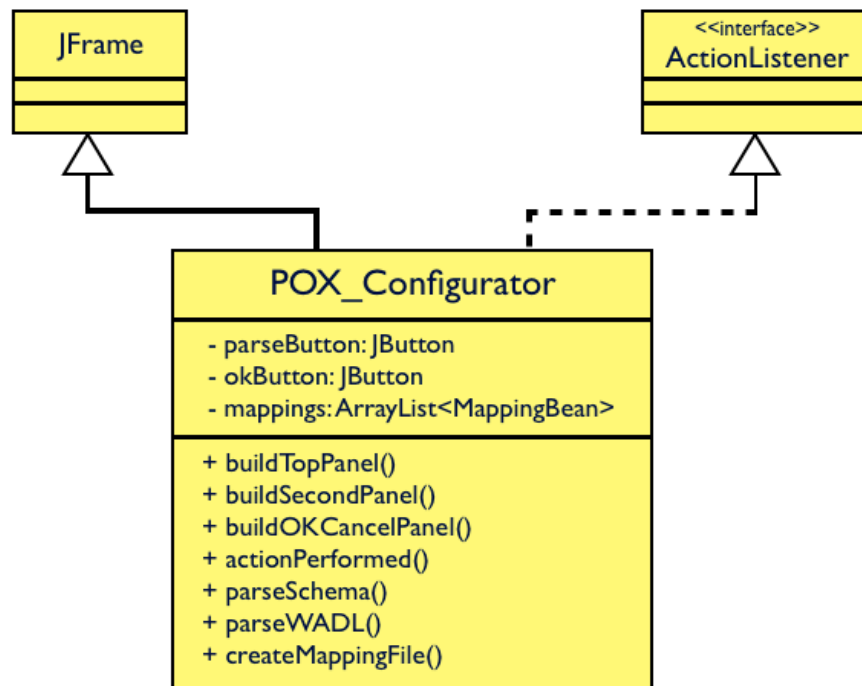 JFrame
<<interface>>
ActionListener
POX_Configurator
- parseButton: JButton
- okButton: JButton
- mappings: ArrayList<MappingBean>
+ buildTopPanel()
+ buildSecondPanel()
+ buildOKCancelPanel()
+ actionPerformed()
+ parseSchema()
+ parseWADL()
+ createMappingFile()